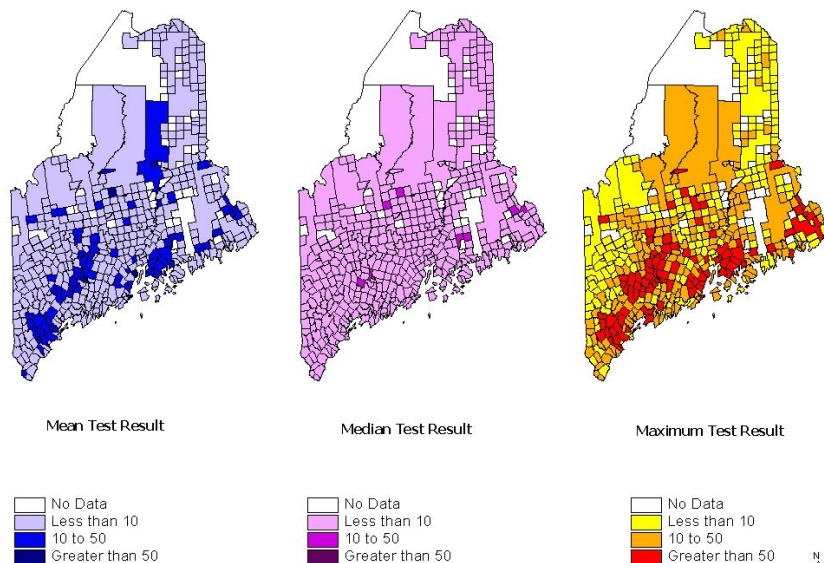 Mean Test Result
Median Test Result
Maximum Test Result
No Data
Less than 10
10 to 50
Greater than 50
No Data
Less than 10
10 to 50
Greater than 50
No Data
Less than 10
10 to 50
Greater than 50
N